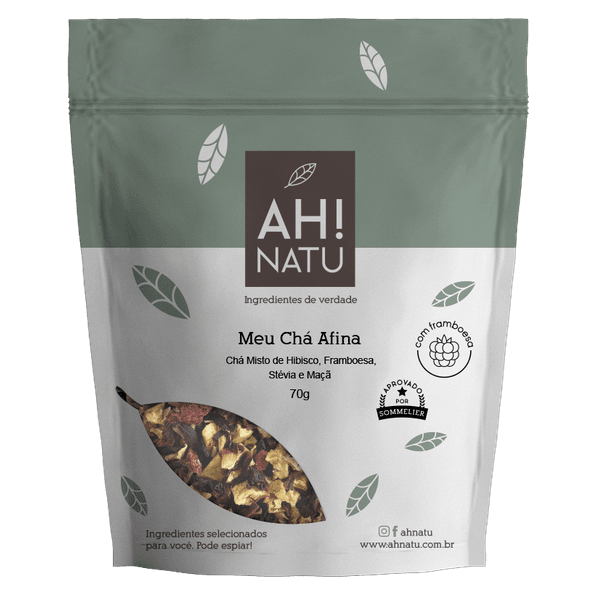 AH!
NATU
Ingredientes de verdade
Meu Chá Afina
Chá Misto de Hibisco, Framboesa,
Stévia e Maçã
70g
com framboesa
APROVADO
POR
SOMMELIER
Ingredientes selecionados
para você. Pode espiar!
ahnatu
www.ahnatu.com.br